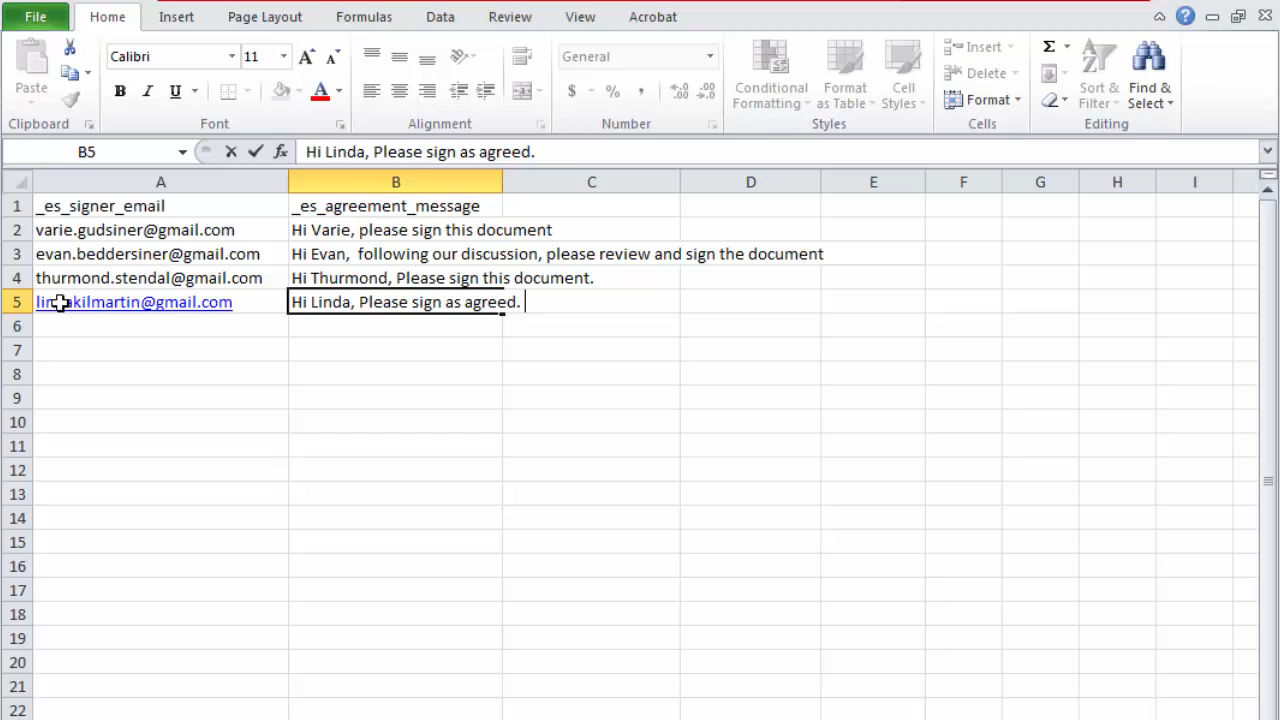 File Home Insert Page Layout Formulas Data Review View Acrobat
Calibri 11 General Insert Σ
Paste B I U A $ % , Conditional Format Cell Delete Sort & Find &
Formatting as Table Styles Format Filter Select
Clipboard Font Alignment Number Styles Cells Editing
B5 fx Hi Linda, Please sign as agreed.
A B C D E F G H I
1 _es_signer_email _es_agreement_message
2 varie.gudsiner@gmail.com Hi Varie, please sign this document
3 evan.beddersiner@gmail.com Hi Evan,  following our discussion, please review and sign the document
4 thurmond.stendal@gmail.com Hi Thurmond, Please sign this document.
5 Hi Linda, Please sign as agreed.
6
7
8
9
10
11
12
13
14
15
16
17
18
19
20
21
22